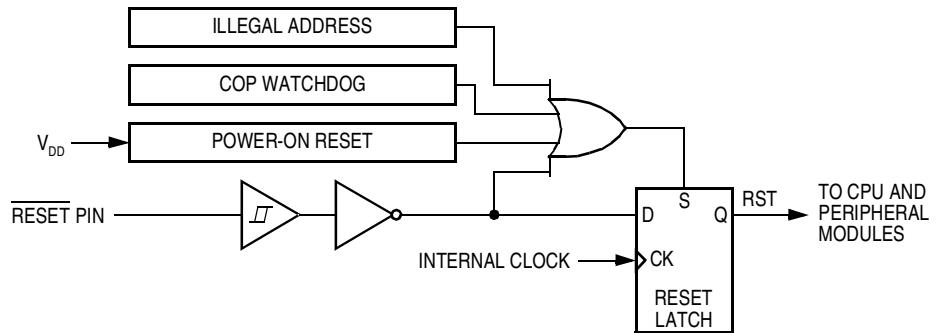 ILLEGAL ADDRESS
COP WATCHDOG
V_DD
POWER-ON RESET
RESET PIN
D
S
Q
RST
TO CPU AND
PERIPHERAL
MODULES
INTERNAL CLOCK
CK
RESET
LATCH